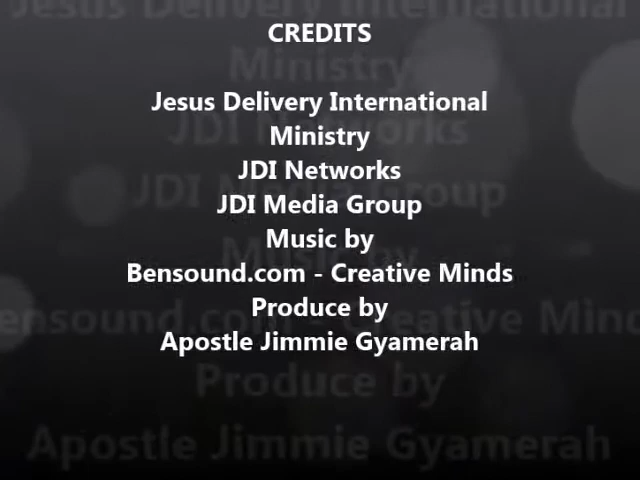 CREDITS
Jesus Delivery International
Ministry
JDI Networks
JDI Media Group
Music by
Bensound.com - Creative Minds
Produce by
Apostle Jimmie Gyamerah